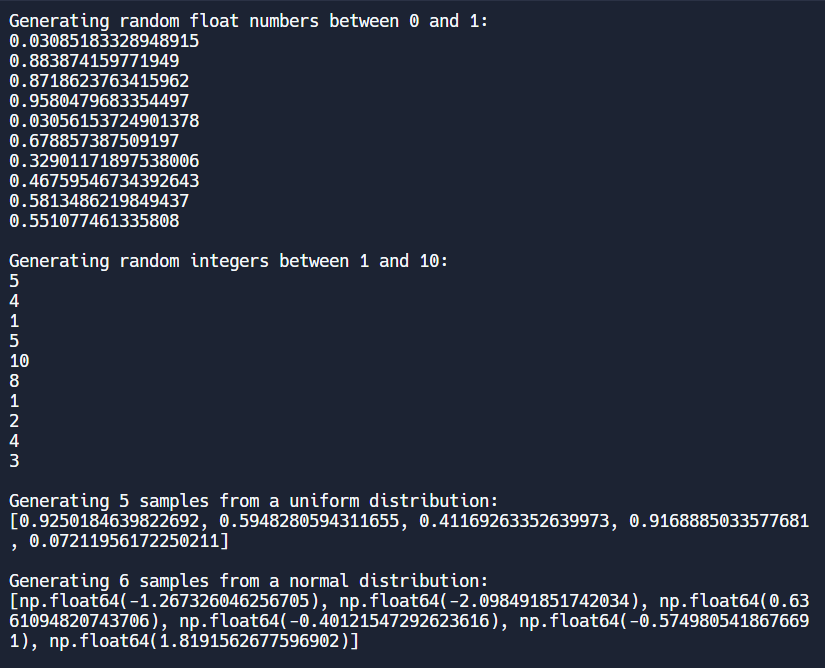 Generating random float numbers between 0 and 1:
0.03085183328948915
0.883874159771949
0.8718623763415962
0.9580479683354497
0.03056153724901378
0.678857387509197
0.32901171897538006
0.46759546734392643
0.5813486219849437
0.551077461335808
Generating random integers between 1 and 10:
5
4
1
5
10
8
1
2
4
3
Generating 5 samples from a uniform distribution:
[0.9250184639822692, 0.5948280594311655, 0.41169263352639973, 0.9168885033577681
, 0.07211956172250211]
Generating 6 samples from a normal distribution:
[np.float64(-1.267326046256705), np.float64(-2.098491851742034), np.float64(0.63
61094820743706), np.float64(-0.40121547292623616), np.float64(-0.574980541867669
1), np.float64(1.8191562677596902)]